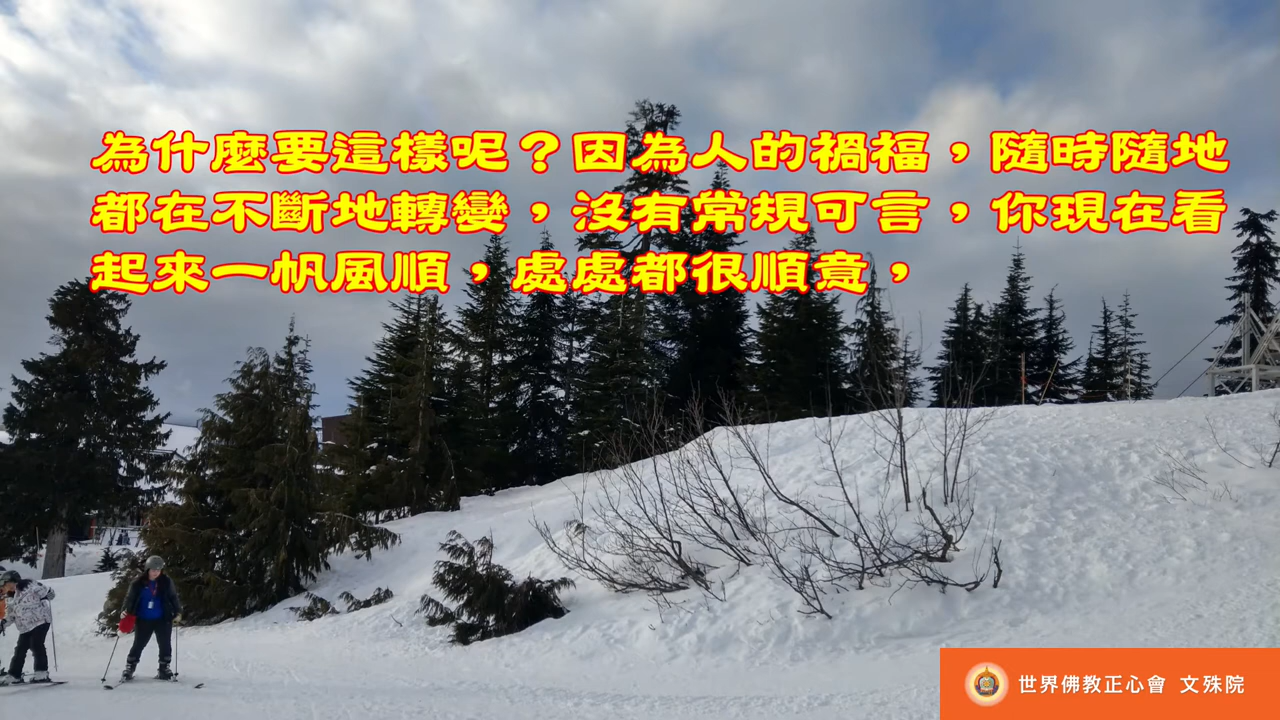 為什麼要這樣呢？因為人的禍福，隨時隨地
都在不斷地轉變，沒有常規可言，你現在看
起來一帆風順，處處都很順意，
世界佛教正心會 文殊院